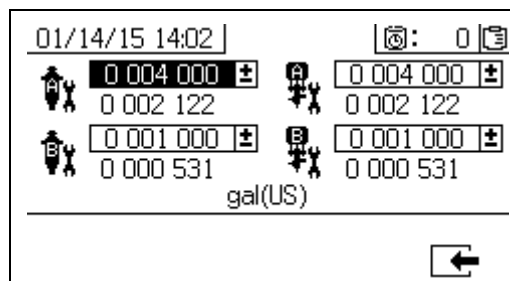 01/14/15 14:02 : 0
A 0 004 000 ± A 0 004 000 ±
0 002 122 0 002 122
B 0 001 000 ± B 0 001 000 ±
0 000 531 0 000 531
gal(US)